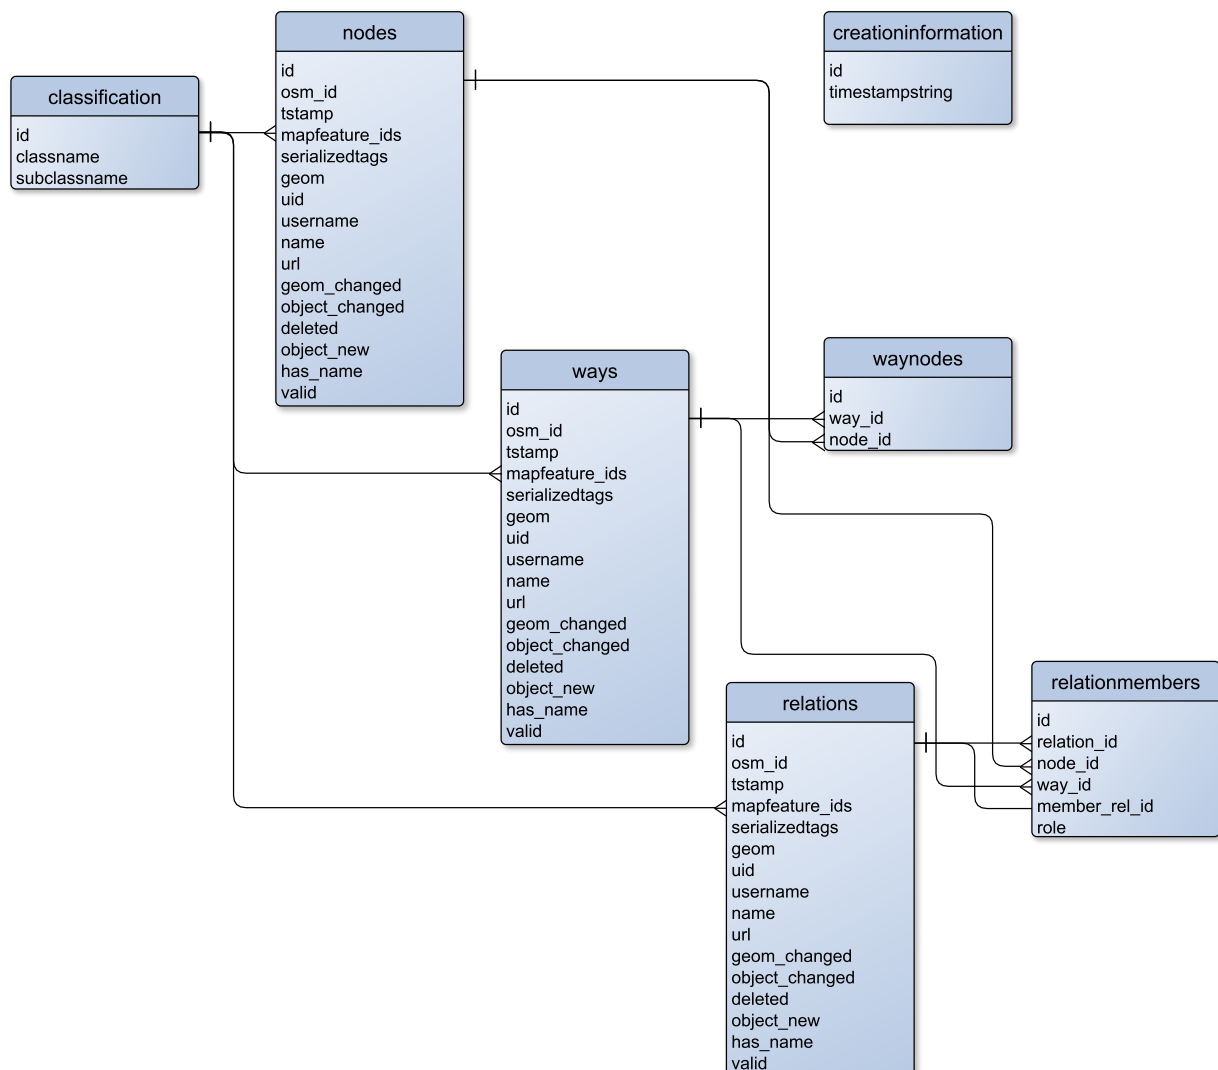 classification
id
classname
subclassname
nodes
id
osm_id
tstamp
mapfeature_ids
serializedtags
geom
uid
username
name
url
geom_changed
object_changed
deleted
object_new
has_name
valid
creationinformation
id
timestampstring
ways
id
osm_id
tstamp
mapfeature_ids
serializedtags
geom
uid
username
name
url
geom_changed
object_changed
deleted
object_new
has_name
valid
waynodes
id
way_id
node_id
relations
id
osm_id
tstamp
mapfeature_ids
serializedtags
geom
uid
username
name
url
geom_changed
object_changed
deleted
object_new
has_name
valid
relationmembers
id
relation_id
node_id
way_id
member_rel_id
role